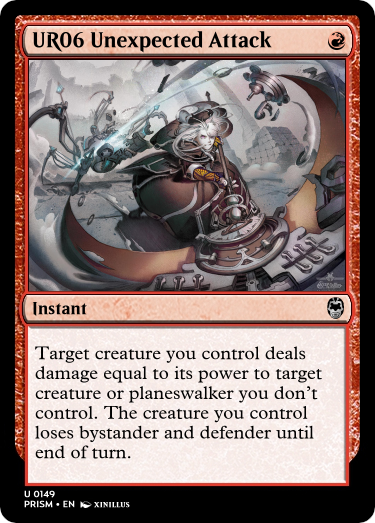 UR06 Unexpected Attack
Instant
Target creature you control deals
damage equal to its power to target
creature or planeswalker you don't
control. The creature you control
loses bystander and defender until
end of turn.
U 0149
PRISM • EN XINILLUS